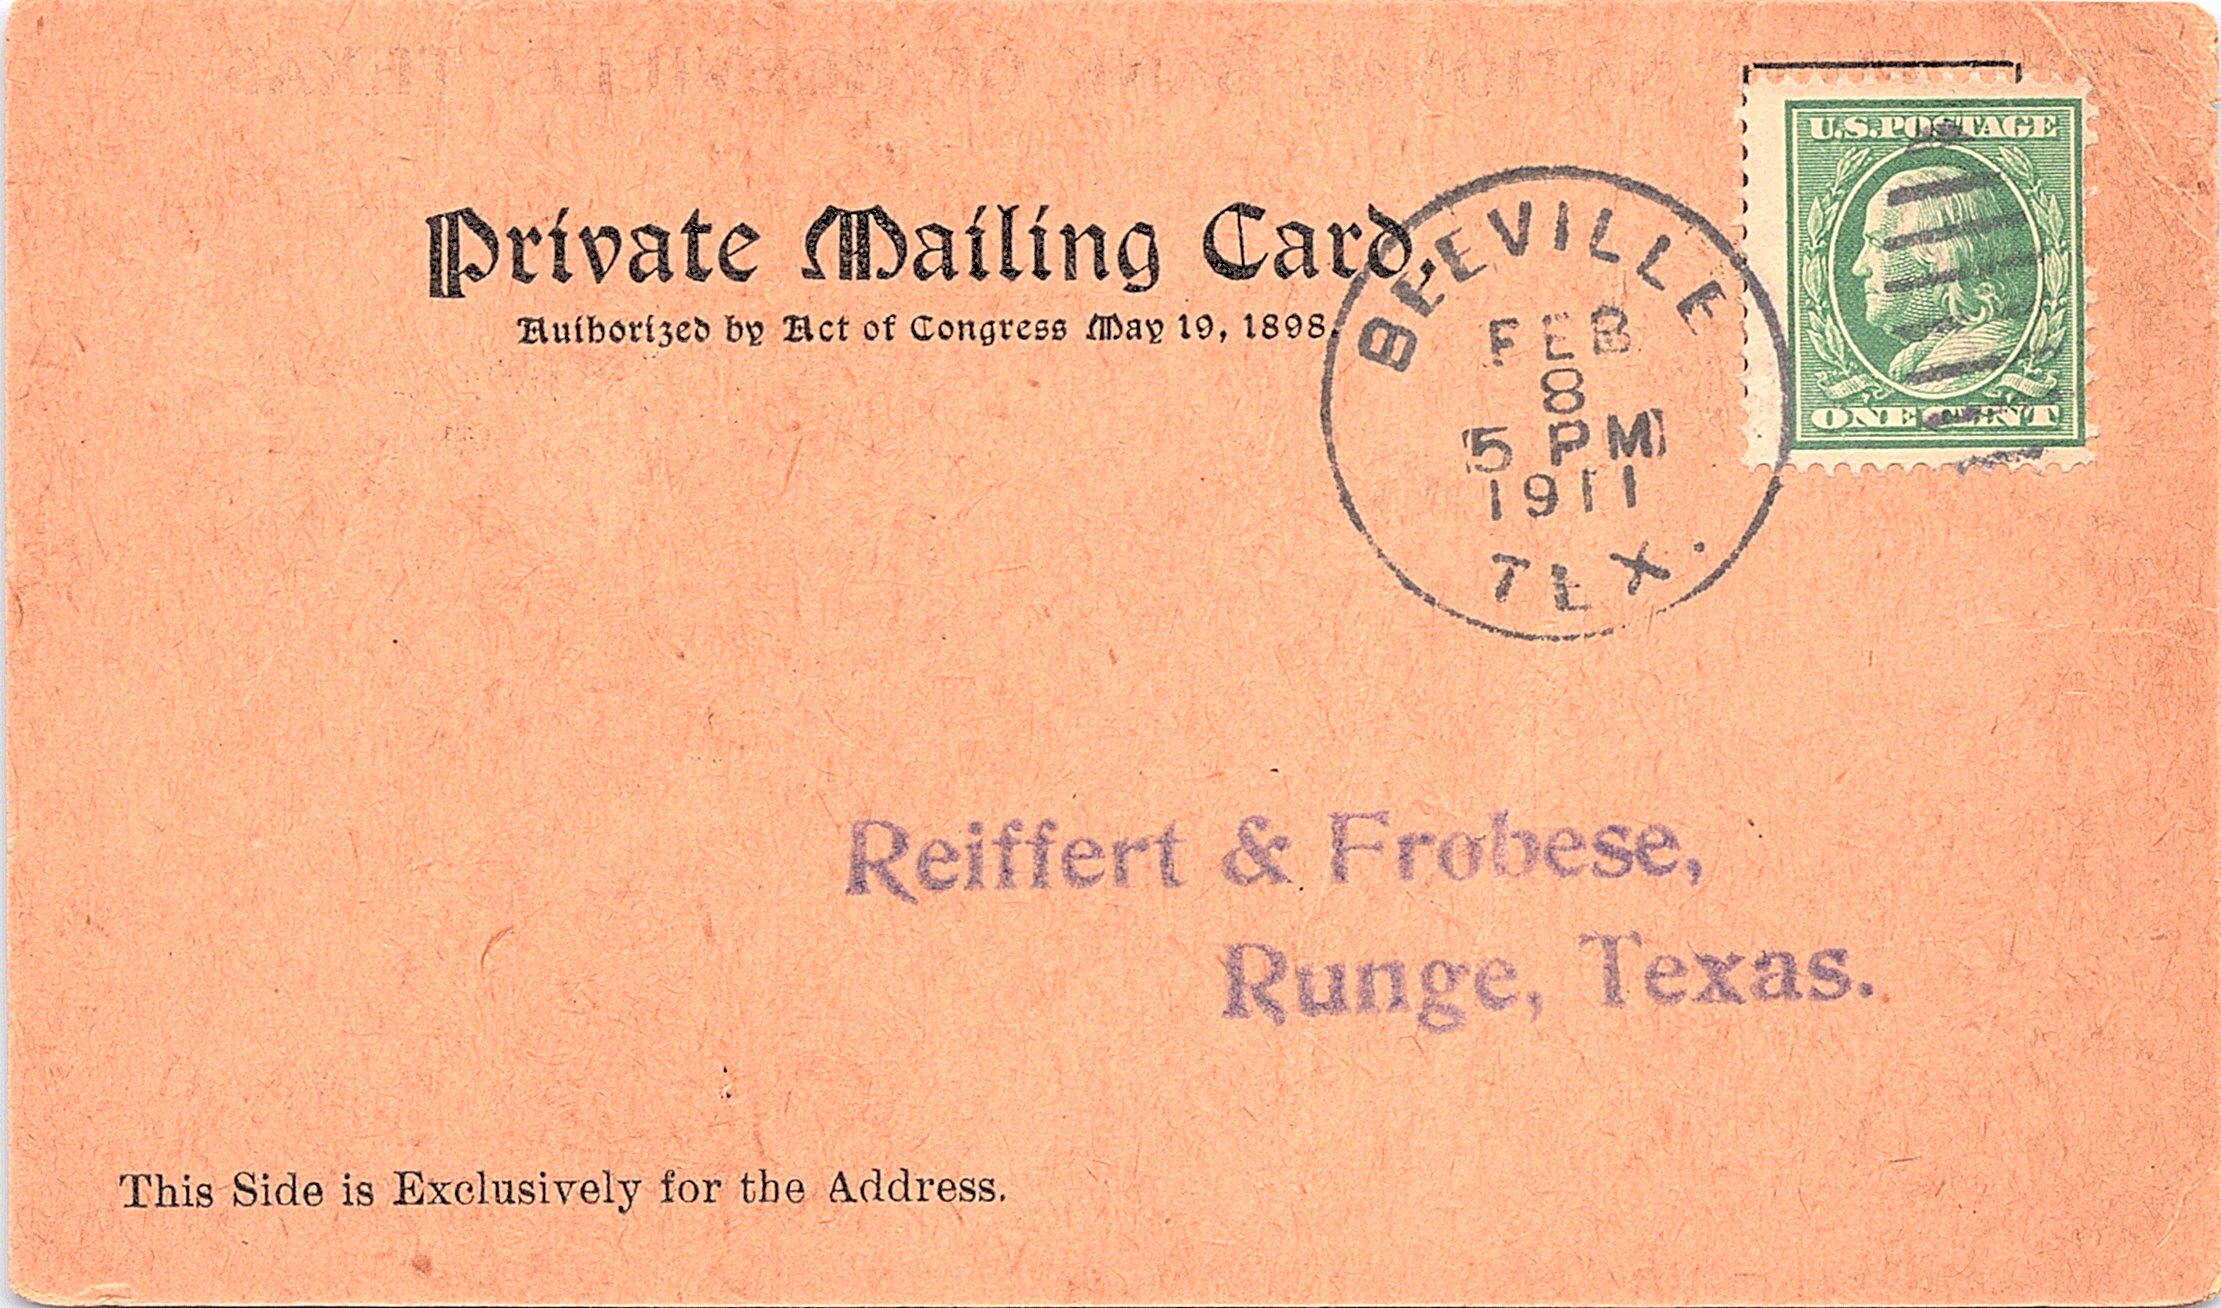 Private Mailing Card,
Authorized by Act of Congress May 19, 1898.
U.S. POSTAGE
ONE CENT
BEEVILLE
FEB
8
5 PM
1911
TEX.
Reiffert & Frobese,
Runge, Texas.
This Side is Exclusively for the Address.